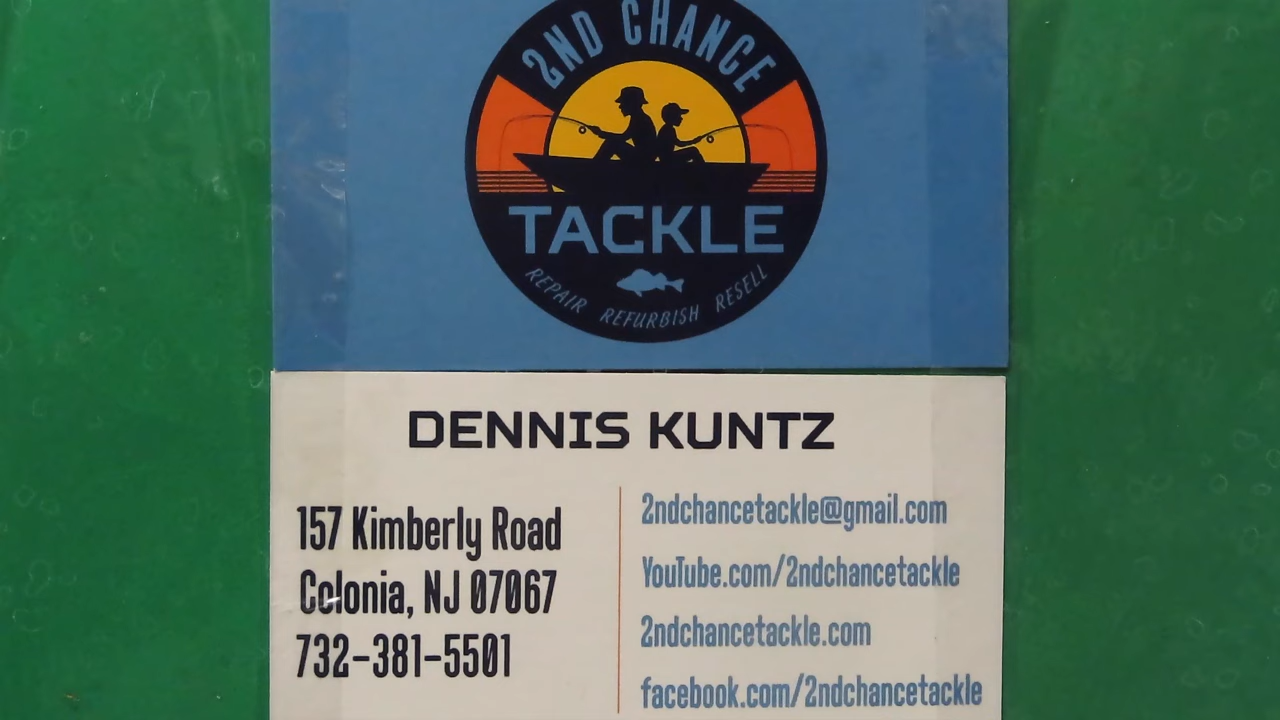 2ND CHANCE
TACKLE
REPAIR REFURBISH RESELL
DENNIS KUNTZ
157 Kimberly Road
Colonia, NJ 07067
732-381-5501
2ndchancetackle@gmail.com
YouTube.com/2ndchancetackle
2ndchancetackle.com
facebook.com/2ndchancetackle